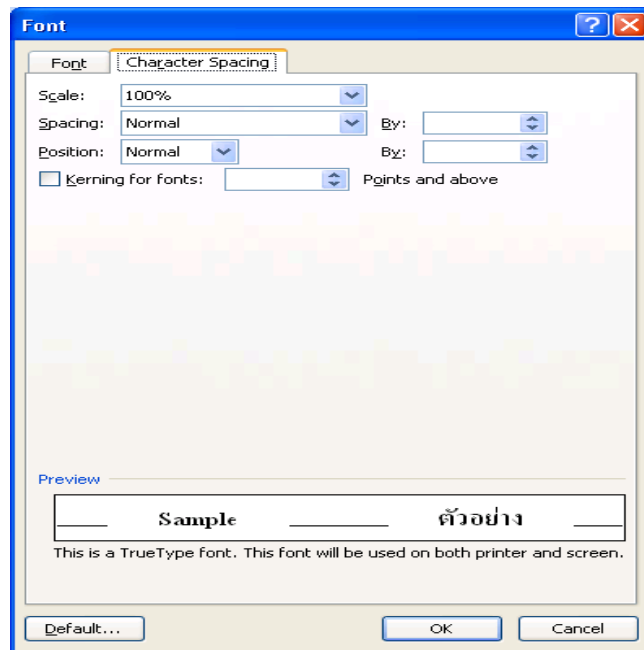 Font
Font Character Spacing
Scale: 100%
Spacing: Normal By:
Position: Normal By:
Kerning for fonts: Points and above
Preview
Sample ตัวอย่าง
This is a TrueType font. This font will be used on both printer and screen.
Default... OK Cancel